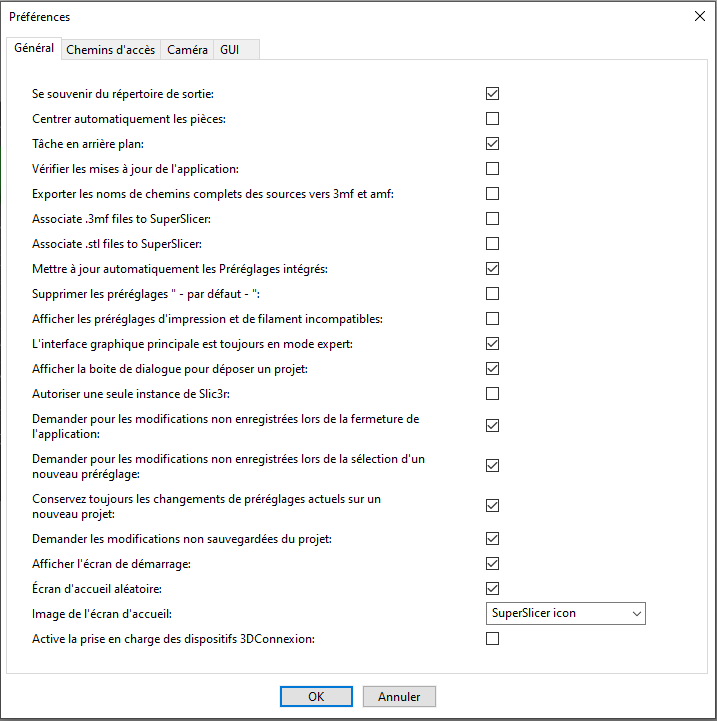 Préférences
Général
Chemins d'accès
Caméra
GUI
Se souvenir du répertoire de sortie:
Centrer automatiquement les pièces:
Tâche en arrière plan:
Vérifier les mises à jour de l'application:
Exporter les noms de chemins complets des sources vers 3mf et amf:
Associate .3mf files to SuperSlicer:
Associate .stl files to SuperSlicer:
Mettre à jour automatiquement les Préréglages intégrés:
Supprimer les préréglages " - par défaut - ":
Afficher les préréglages d'impression et de filament incompatibles:
L'interface graphique principale est toujours en mode expert:
Afficher la boite de dialogue pour déposer un projet:
Autoriser une seule instance de Slic3r:
Demander pour les modifications non enregistrées lors de la fermeture de
l'application:
Demander pour les modifications non enregistrées lors de la sélection d'un
nouveau préréglage:
Conservez toujours les changements de préréglages actuels sur un
nouveau projet:
Demander les modifications non sauvegardées du projet:
Afficher l'écran de démarrage:
Écran d'accueil aléatoire:
Image de l'écran d'accueil:
SuperSlicer icon
Active la prise en charge des dispositifs 3DConnexion:
OK
Annuler